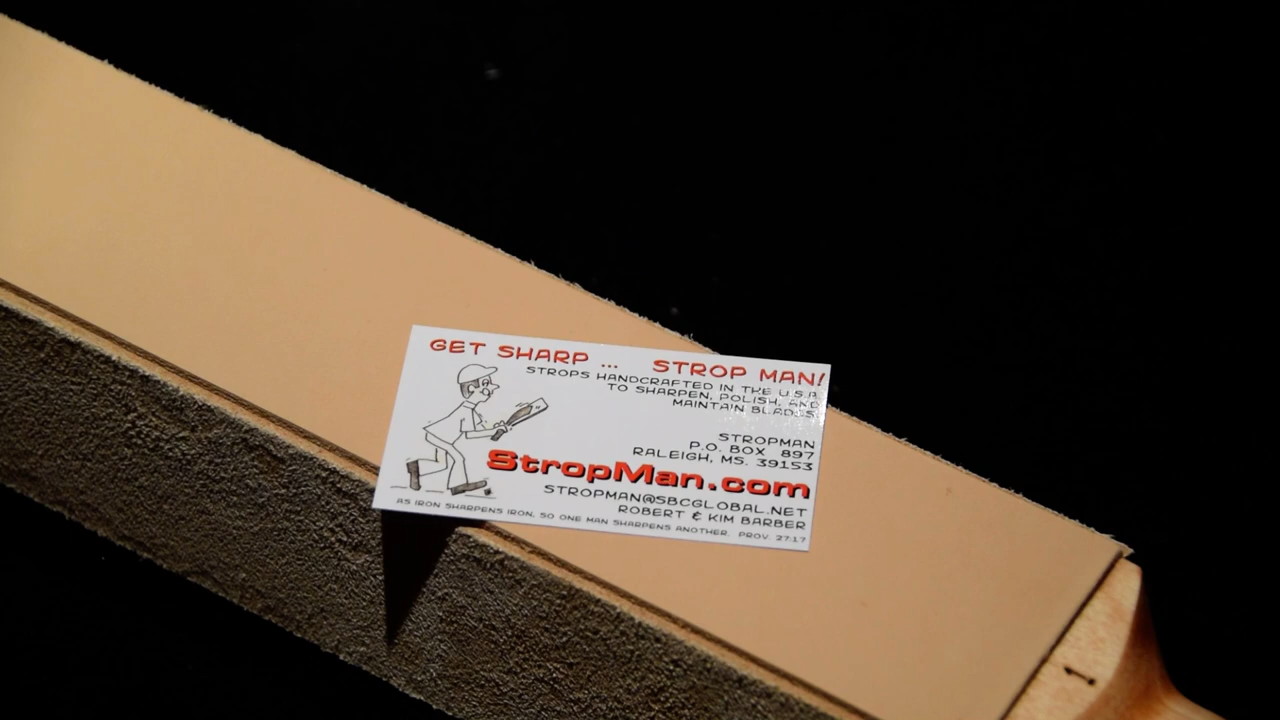 GET SHARP ... STROP MAN!
STROPS HANDCRAFTED IN THE U.S.A.
TO SHARPEN, POLISH, AND
MAINTAIN BLADES
STROPMAN
P.O. BOX 897
RALEIGH, MS. 39153
StropMan.com
STROPMAN@SBCGLOBAL.NET
ROBERT & KIM BARBER
AS IRON SHARPENS IRON, SO ONE MAN SHARPENS ANOTHER. PROV. 27:17
1